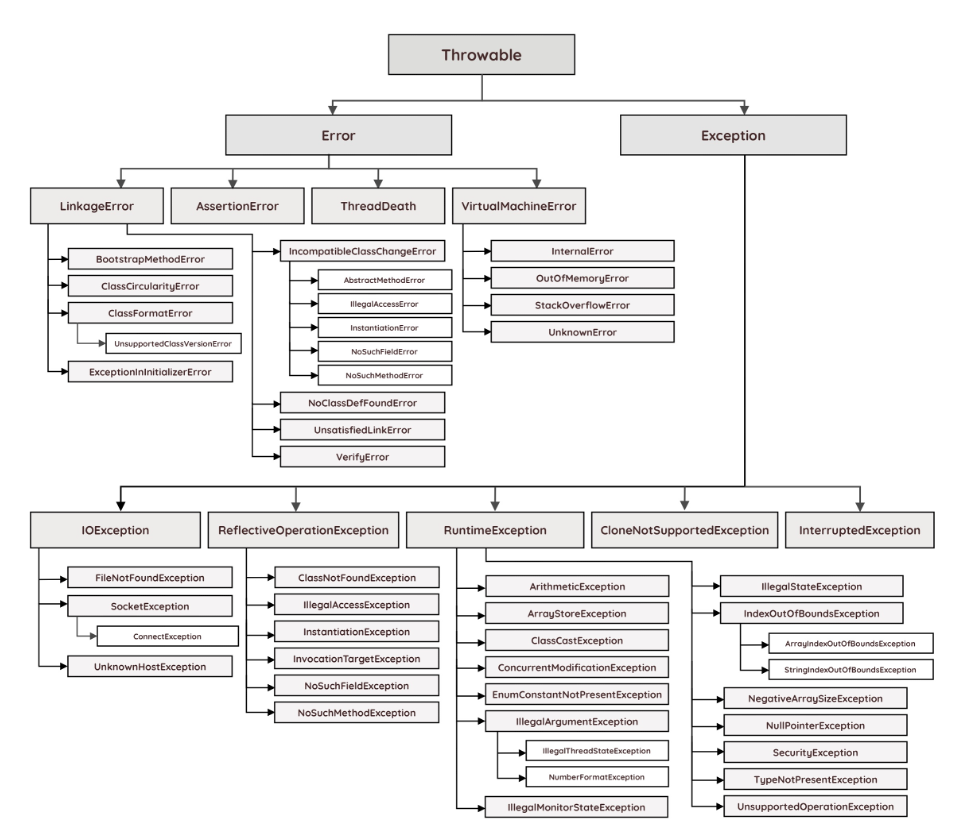 Throwable
Error
Exception
LinkageError
AssertionError
ThreadDeath
VirtualMachineError
BootstrapMethodError
ClassCircularityError
ClassFormatError
UnsupportedClassVersionError
ExceptionInInitializerError
IncompatibleClassChangeError
AbstractMethodError
IllegalAccessError
InstantiationError
NoSuchFieldError
NoSuchMethodError
NoClassDefFoundError
UnsatisfiedLinkError
VerifyError
InternalError
OutOfMemoryError
StackOverflowError
UnknownError
IOException
ReflectiveOperationException
RuntimeException
CloneNotSupportedException
InterruptedException
FileNotFoundException
SocketException
ConnectException
UnknownHostException
ClassNotFoundException
IllegalAccessException
InstantiationException
InvocationTargetException
NoSuchFieldException
NoSuchMethodException
ArithmeticException
ArrayStoreException
ClassCastException
ConcurrentModificationException
EnumConstantNotPresentException
IllegalArgumentException
IllegalThreadStateException
NumberFormatException
IllegalMonitorStateException
IllegalStateException
IndexOutOfBoundsException
ArrayIndexOutOfBoundsException
StringIndexOutOfBoundsException
NegativeArraySizeException
NullPointerException
SecurityException
TypeNotPresentException
UnsupportedOperationException